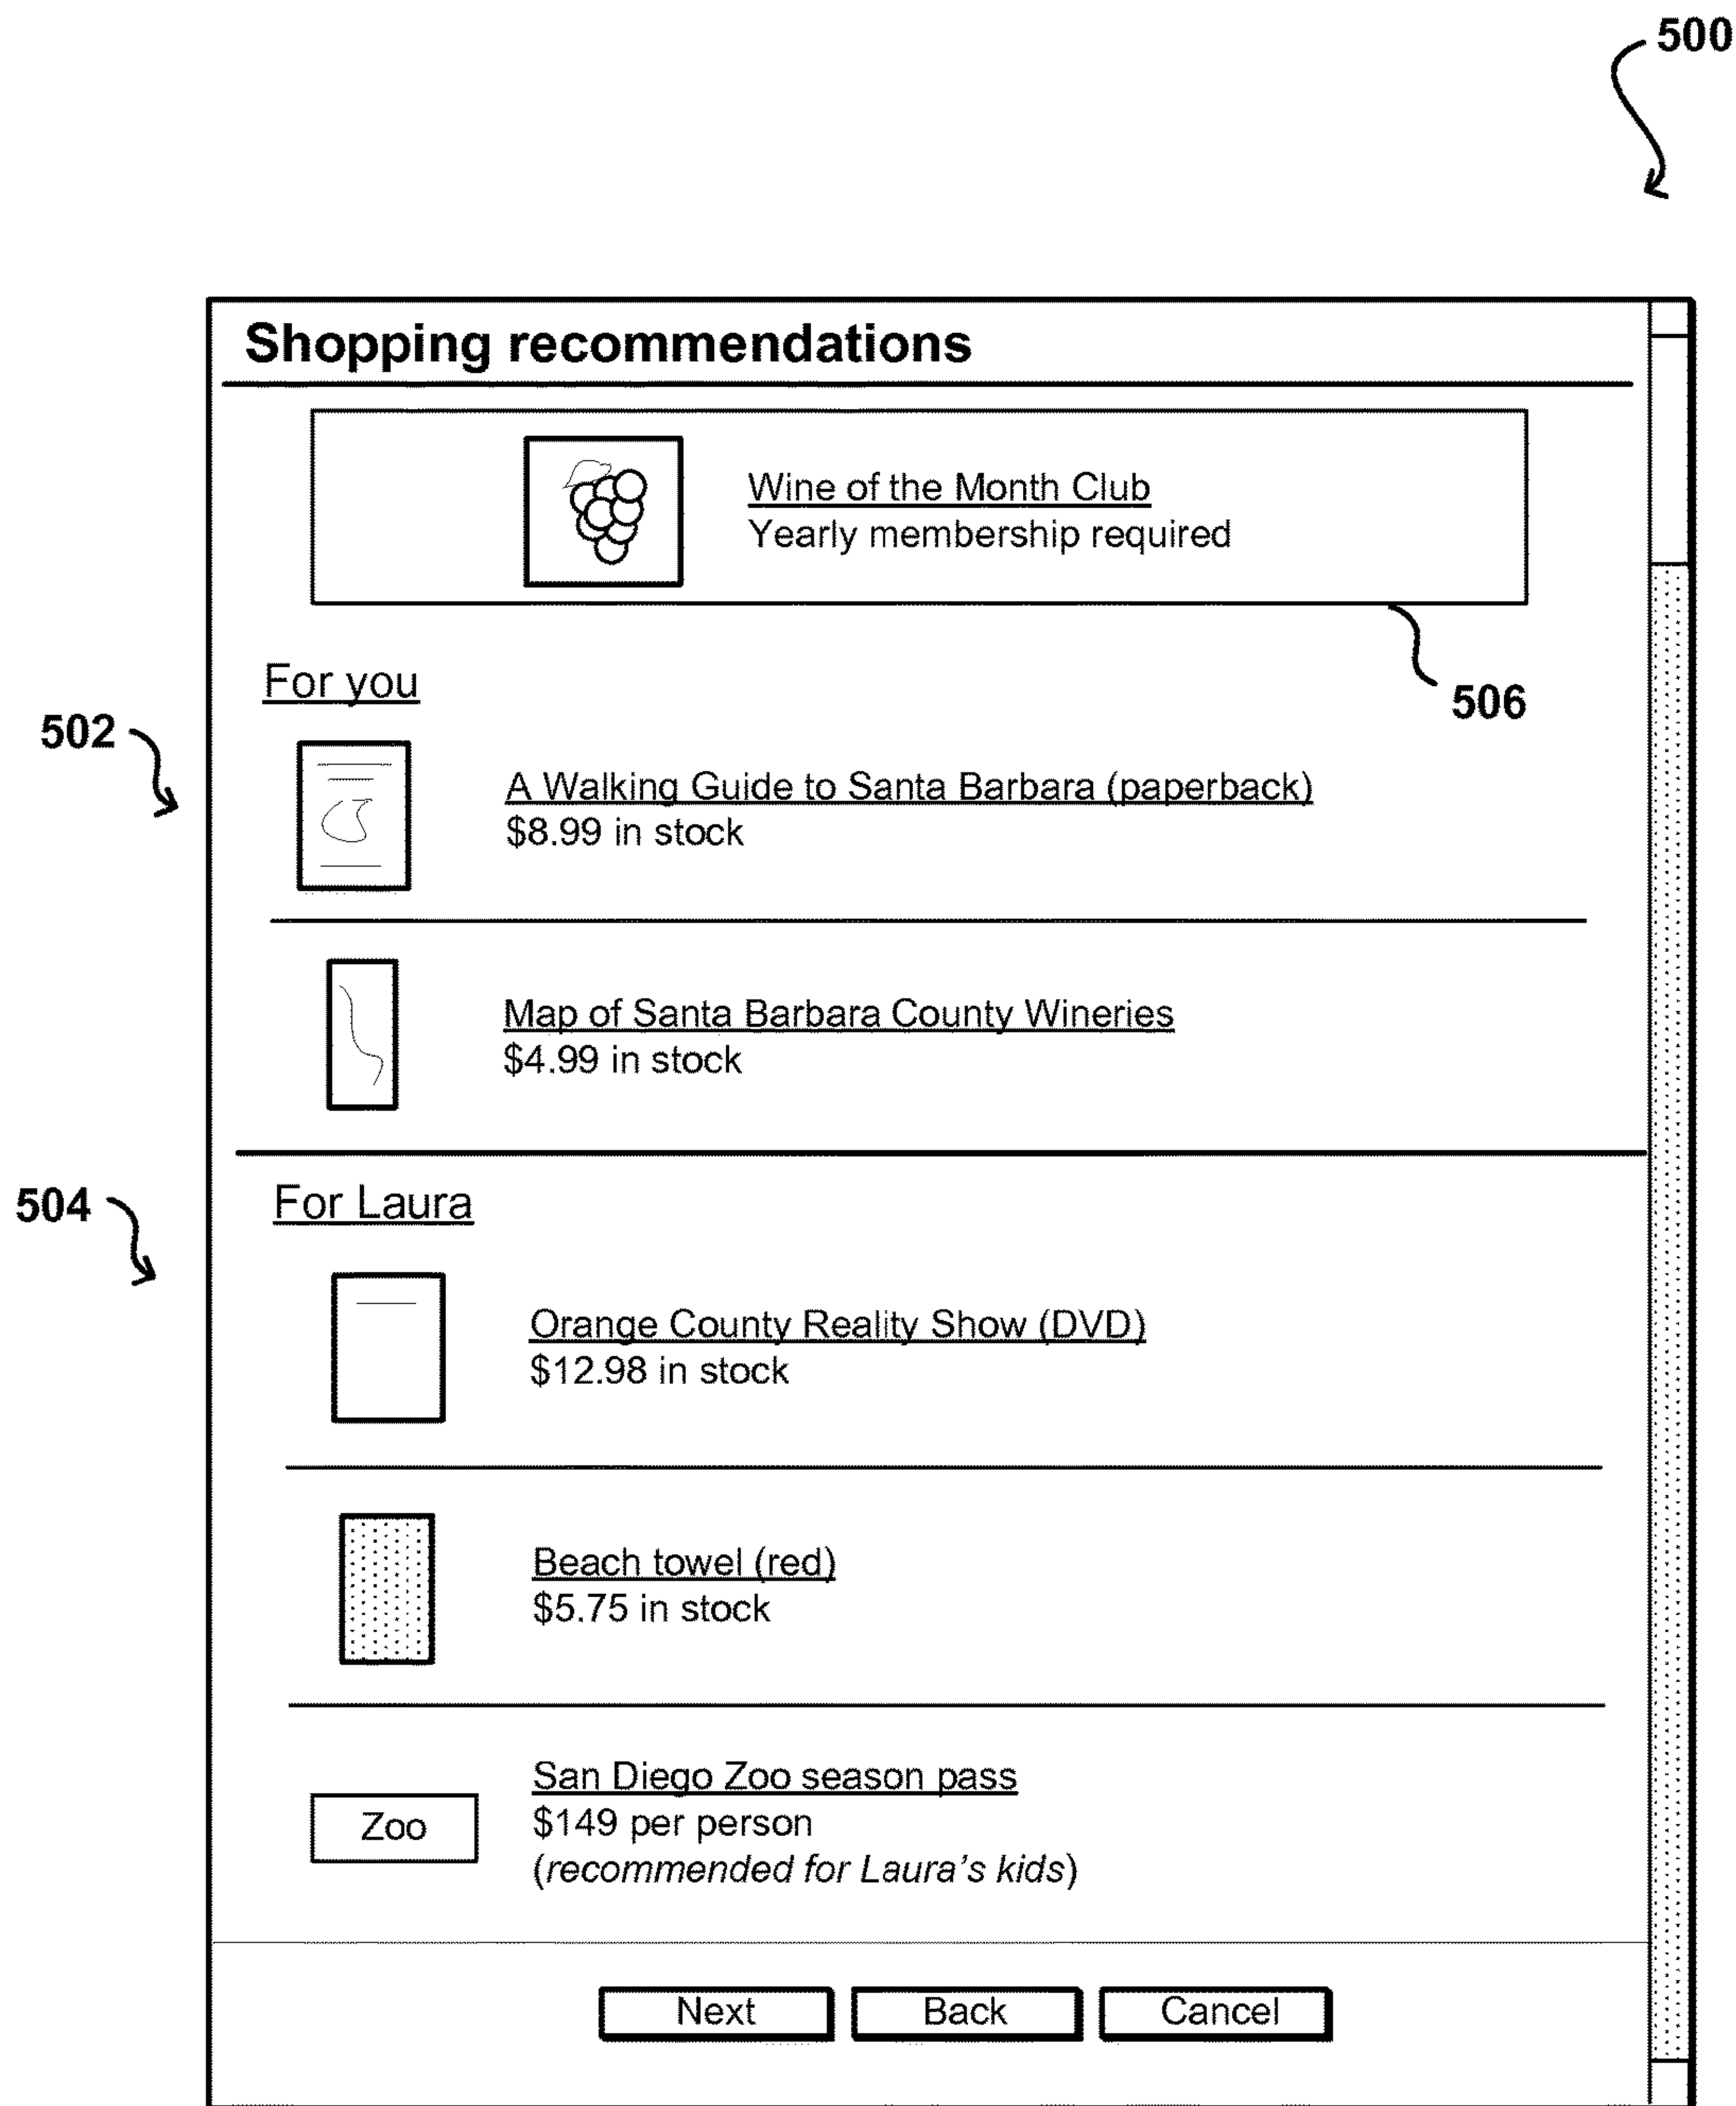 500
Shopping recommendations
Wine of the Month Club
Yearly membership required
506
For you
502
A Walking Guide to Santa Barbara (paperback)
$8.99 in stock
Map of Santa Barbara County Wineries
$4.99 in stock
504
For Laura
Orange County Reality Show (DVD)
$12.98 in stock
Beach towel (red)
$5.75 in stock
Zoo
San Diego Zoo season pass
$149 per person
(recommended for Laura's kids)
Next
Back
Cancel